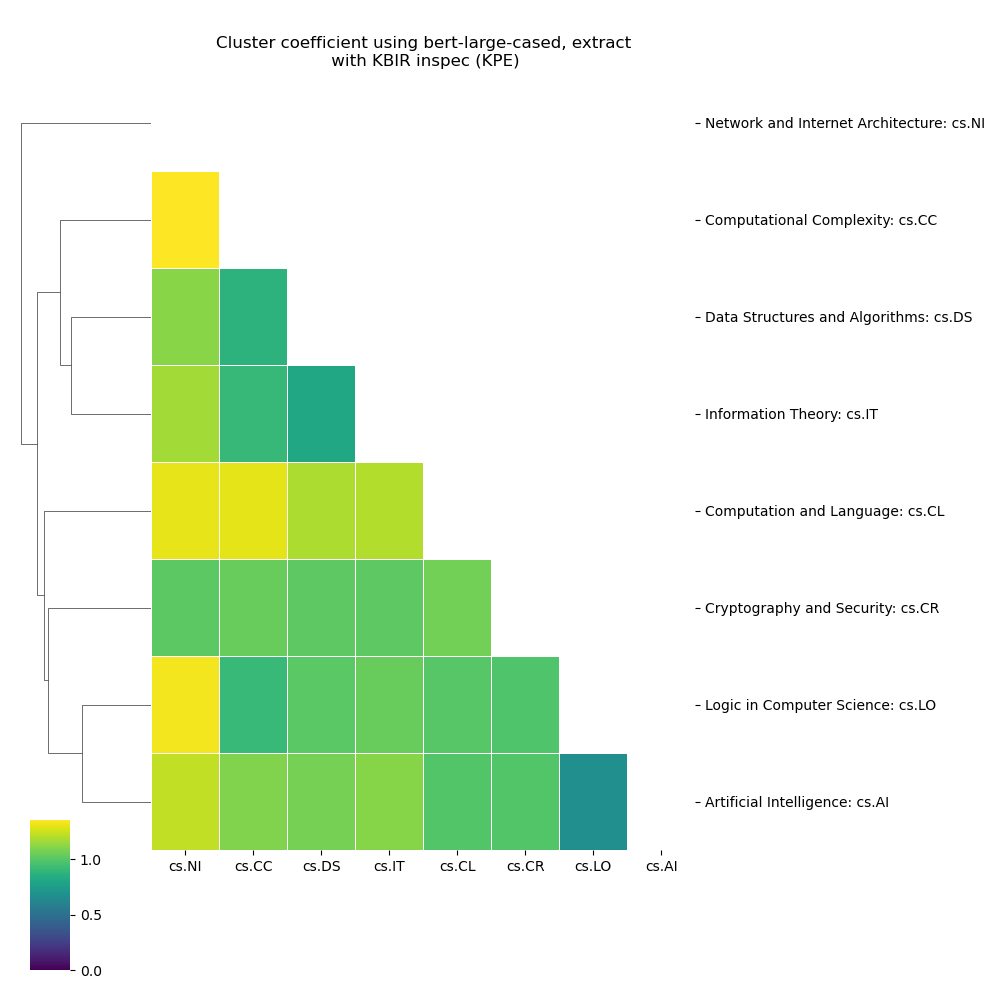 Cluster coefficient using bert-large-cased, extract
with KBIR inspec (KPE)
Network and Internet Architecture: cs.NI
Computational Complexity: cs.CC
Data Structures and Algorithms: cs.DS
Information Theory: cs.IT
Computation and Language: cs.CL
Cryptography and Security: cs.CR
Logic in Computer Science: cs.LO
Artificial Intelligence: cs.AI
cs.NI cs.CC cs.DS cs.IT cs.CL cs.CR cs.LO cs.AI
1.0
0.5
0.0